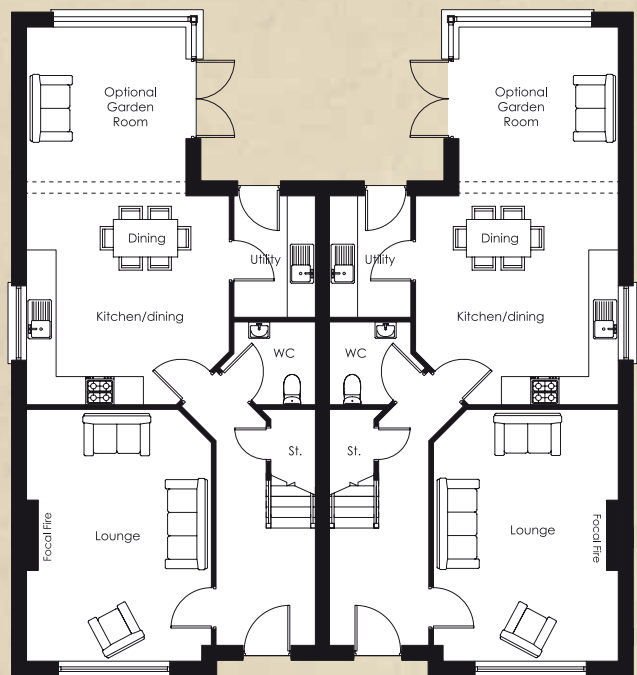 Optional
Garden
Room
Optional
Garden
Room
Dining
Dining
Utility
Utility
Kitchen/dining
Kitchen/dining
WC
WC
St.
St.
Focal Fire
Lounge
Lounge
Focal Fire